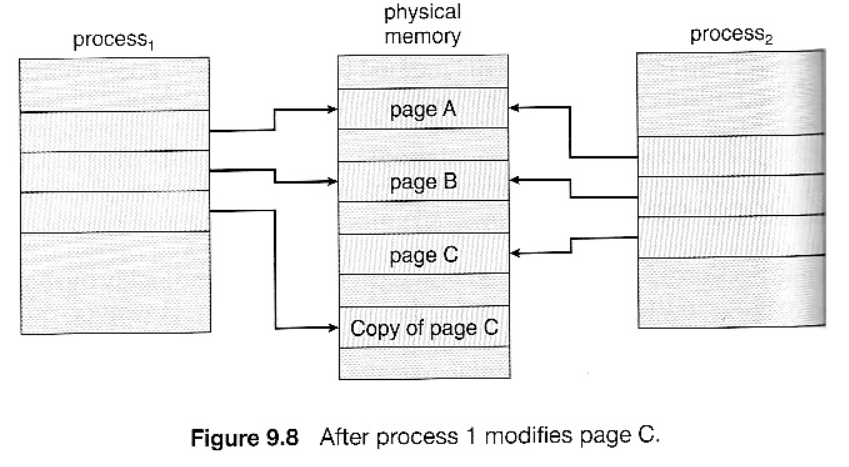 process1
physical
memory
process2
page A
page B
page C
Copy of page C
Figure 9.8 After process 1 modifies page C.